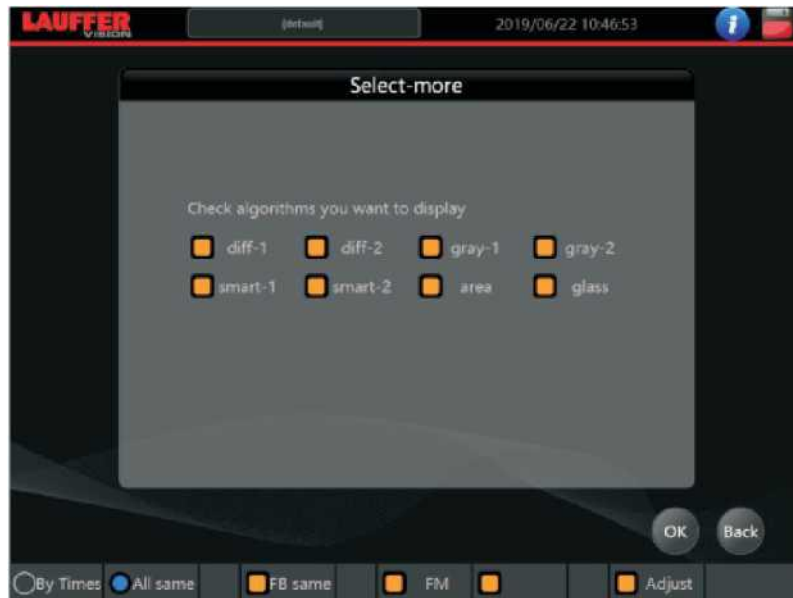 LAUFFER
VISION
[default]
2019/06/22 10:46:53
i
Select-more
Check algorithms you want to display
diff-1 diff-2 gray-1 gray-2
smart-1 smart-2 area glass
OK Back
By Times All same FB same FM Adjust